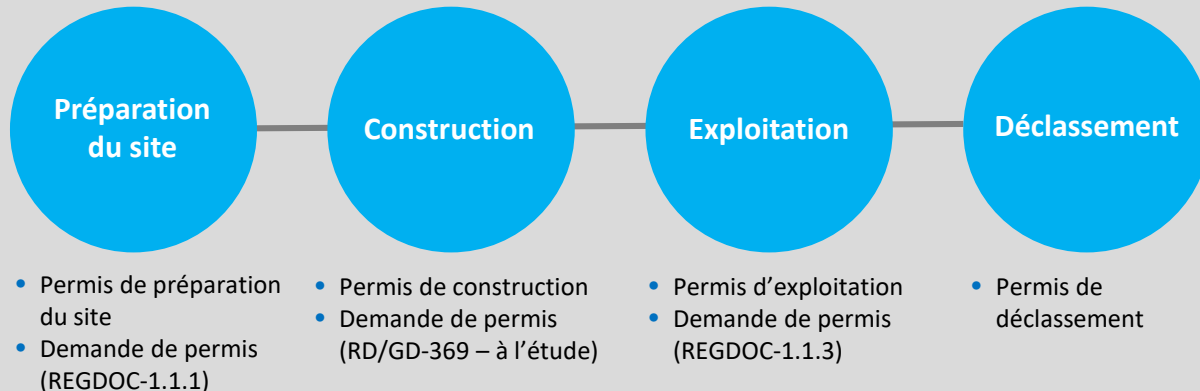 Préparation
du site
Construction
Exploitation
Déclassement
• Permis de préparation
du site
• Demande de permis
(REGDOC-1.1.1)
• Permis de construction
• Demande de permis
(RD/GD-369 – à l’étude)
• Permis d’exploitation
• Demande de permis
(REGDOC-1.1.3)
• Permis de
déclassement